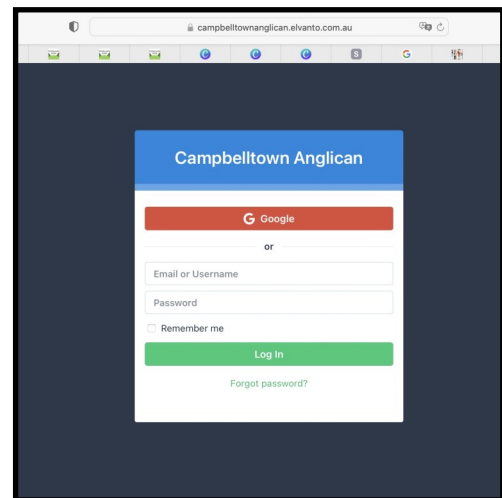 campbelltownanglican.elvanto.com.au
C C C S G
Campbelltown Anglican
G Google
or
Email or Username
Password
Remember me
Log In
Forgot password?